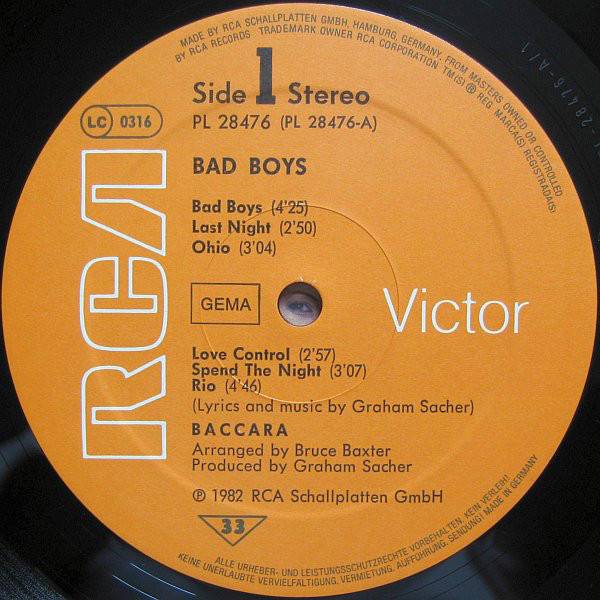 MADE BY RCA SCHALLPLATTEN GMBH, HAMBURG, GERMANY, FROM MASTERS OWNED OR CONTROLLED
BY RCA RECORDS TRADEMARK OWNER RCA CORPORATION TM(S) ® REG MARCA(S) REGISTRADA(S)
Side 1 Stereo
PL 28476 (PL 28476-A)
LC 0316
BAD BOYS
Bad Boys (4'25)
Last Night (2'50)
Ohio (3'04)
RCA
GEMA
Victor
Love Control (2'57)
Spend The Night (3'07)
Rio (4'46)
(Lyrics and music by Graham Sacher)
BACCARA
Arranged by Bruce Baxter
Produced by Graham Sacher
℗ 1982 RCA Schallplatten GmbH
33
ALLE URHEBER- UND LEISTUNGSSCHUTZRECHTE VORBEHALTEN. KEIN VERLEIH!
KEINE UNERLAUBTE VERVIELFÄLTIGUNG, VERMIETUNG, AUFFÜHRUNG, SENDUNG! MADE IN GERMANY
28476-A/1